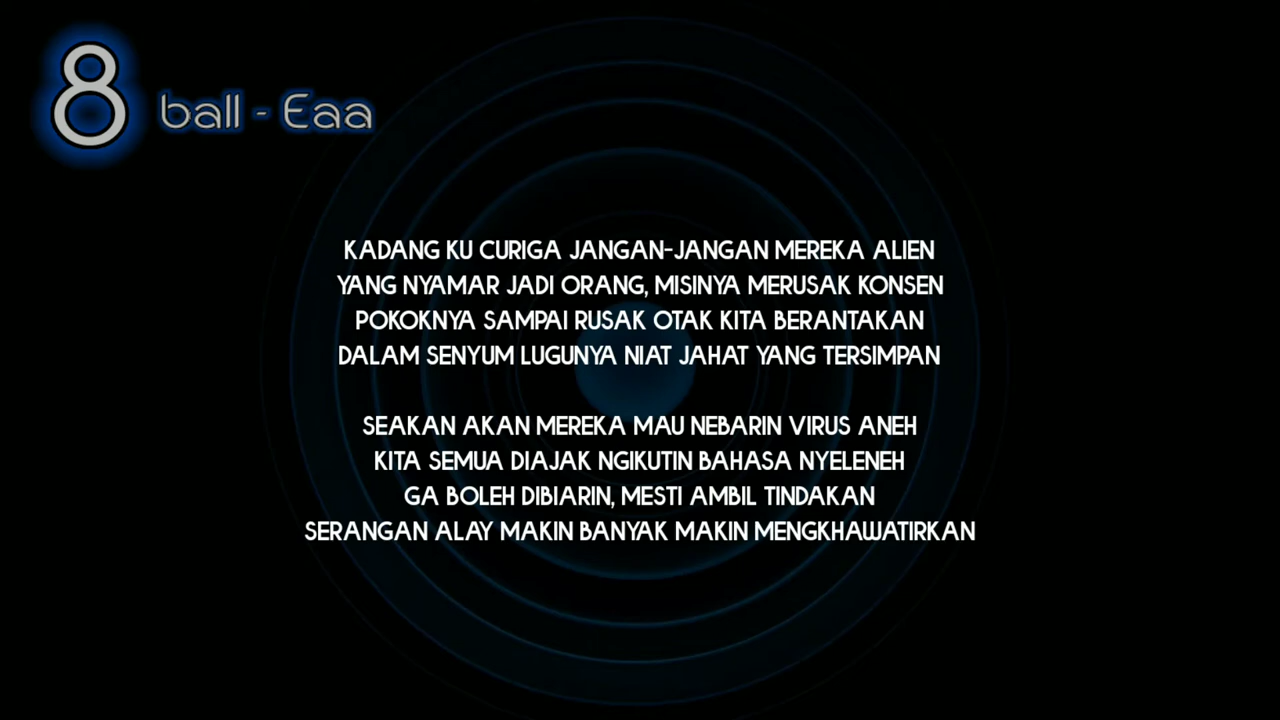 8 ball - Eaa
KADANG KU CURIGA JANGAN-JANGAN MEREKA ALIEN
YANG NYAMAR JADI ORANG, MISINYA MERUSAK KONSEN
POKOKNYA SAMPAI RUSAK OTAK KITA BERANTAKAN
DALAM SENYUM LUGUNYA NIAT JAHAT YANG TERSIMPAN
SEAKAN AKAN MEREKA MAU NEBARIN VIRUS ANEH
KITA SEMUA DIAJAK NGIKUTIN BAHASA NYELENEH
GA BOLEH DIBIARIN, MESTI AMBIL TINDAKAN
SERANGAN ALAY MAKIN BANYAK MAKIN MENGKHAWATIRKAN